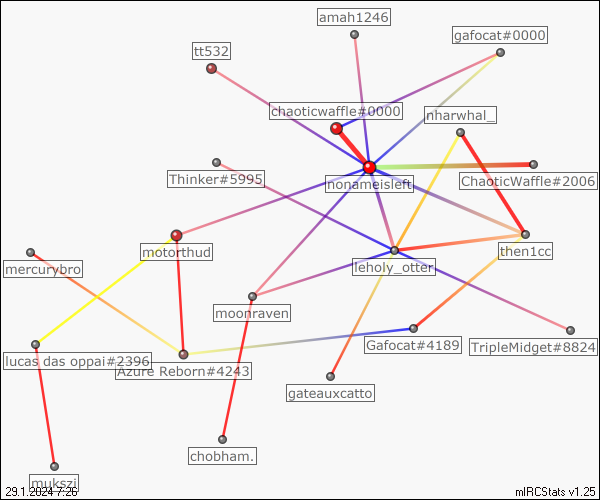 amah1246
gafocat#0000
tt532
chaoticwaffle#0000
nharwhal_
Thinker#5995
nonameisleft
ChaoticWaffle#2006
motorthud
then1cc
mercurybro
leholy_otter
moonraven
Gafocat#4189
TripleMidget#8824
lucas das oppai#2396
Azure Reborn#4243
gateauxcatto
chobham.
mukszi
29.1.2024 7:26
mIRCStats v1.25